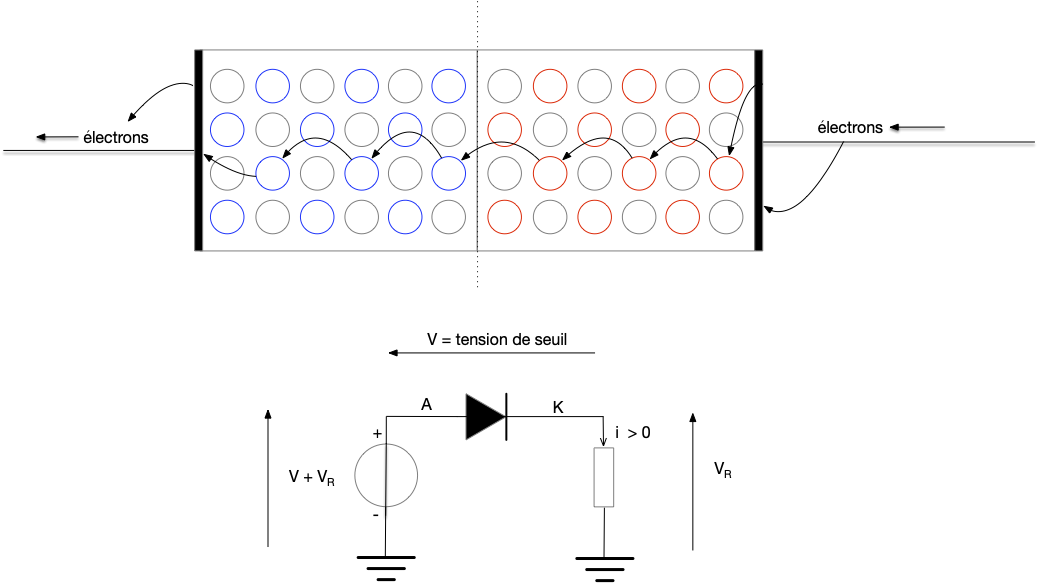 électrons
électrons
V = tension de seuil
A
K
+
i > 0
V + VR
VR
-